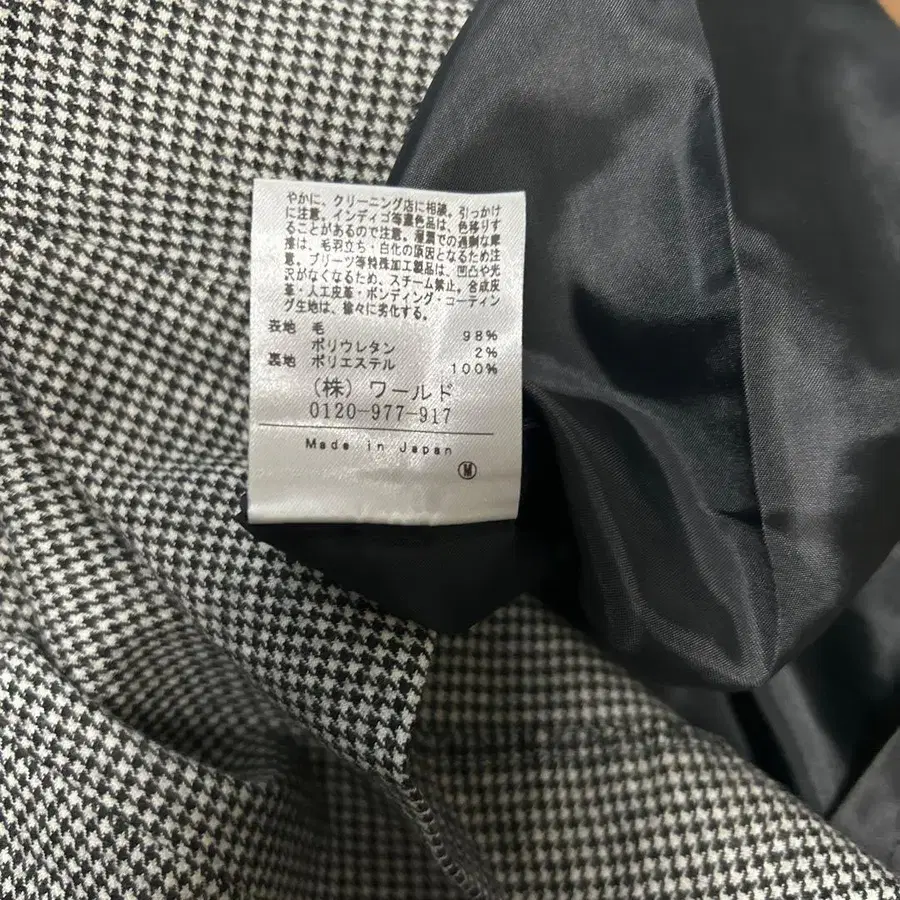 やかに、クリーニング店に相談。引っかけ
に注意。インディゴ等濃色品は、色移りす
ることがあるので注意。湿潤での過剰な摩
擦は、毛羽立ち・白化の原因となるため注
意。プリーツ等特殊加工製品は、凹凸や光
沢がなくなるため、スチーム禁止。合成皮
革・人工皮革・ボンディング・コーティン
グ生地は、徐々に劣化する。
表地 毛 98%
ポリウレタン 2%
裏地 ポリエステル 100%
(株) ワールド
0120-977-917
Made in Japan
Ⓜ